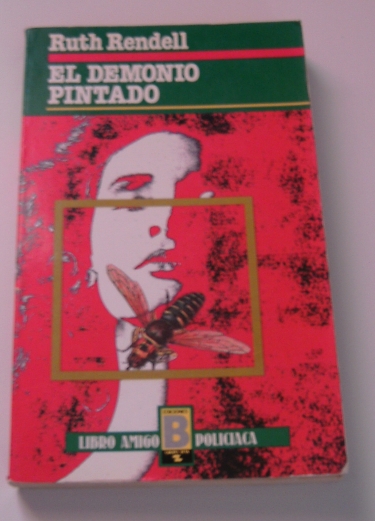 Ruth Rendell
EL DEMONIO
PINTADO
LIBRO AMIGO
B
POLICIACA